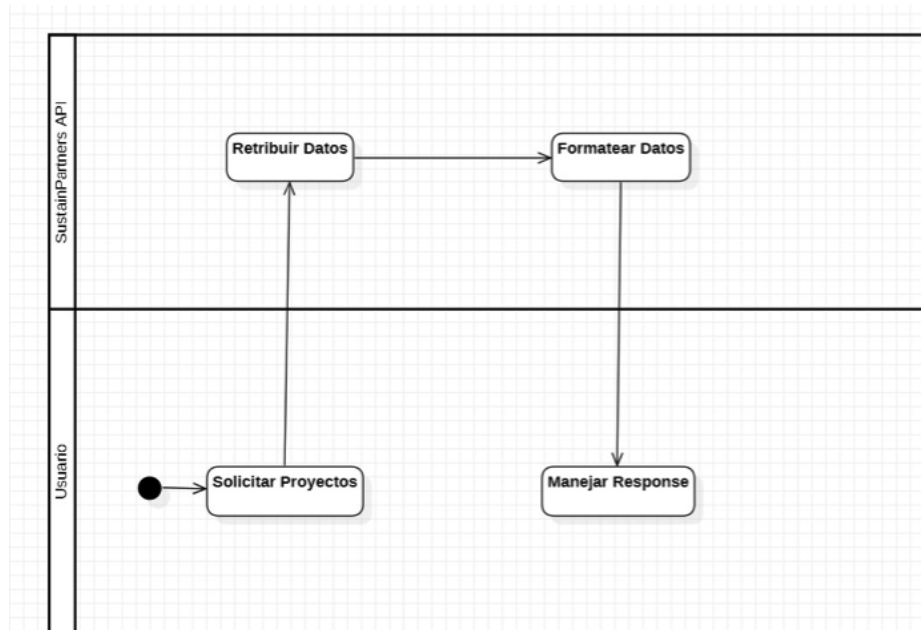 SustainPartners API
Retribuir Datos
Formatear Datos
Usuario
Solicitar Proyectos
Manejar Response